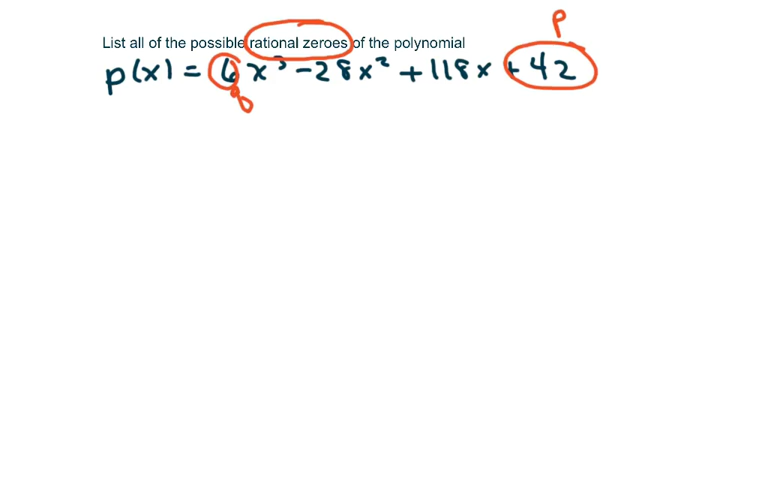 p
List all of the possible rational zeroes of the polynomial
p(x) = 6x³ -28x² + 118x + 42
q